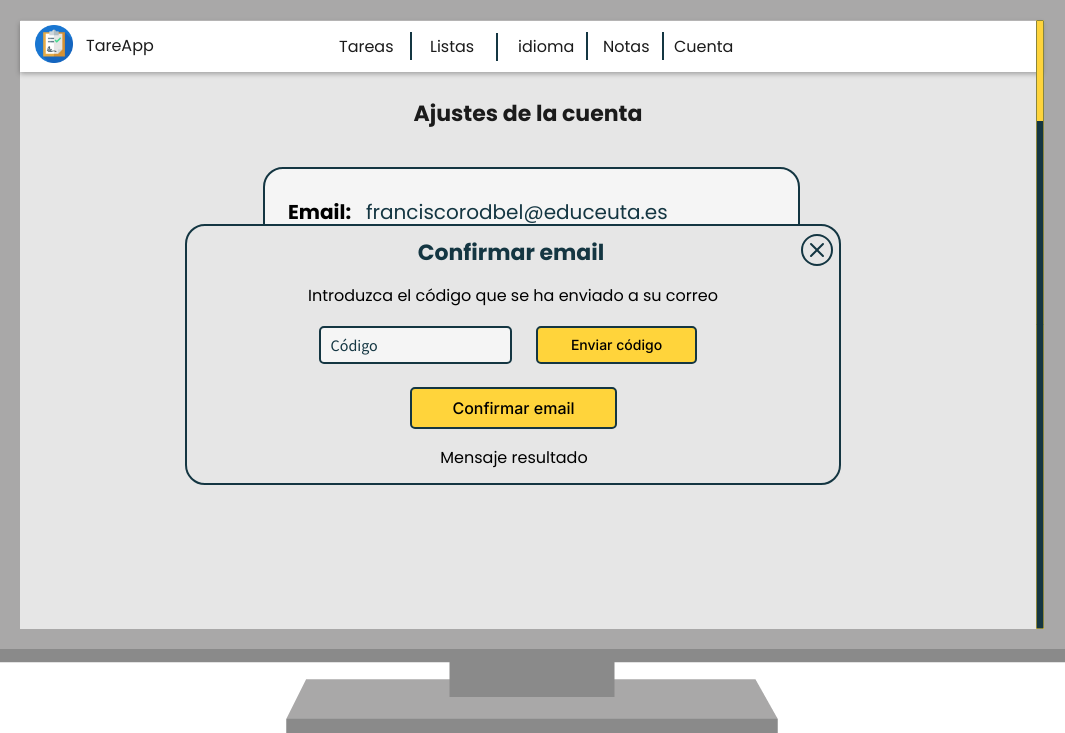 TareApp
Tareas
Listas
idioma
Notas
Cuenta
Ajustes de la cuenta
Email: franciscorodbel@educeuta.es
Confirmar email
Introduzca el código que se ha enviado a su correo
Código
Enviar código
Confirmar email
Mensaje resultado